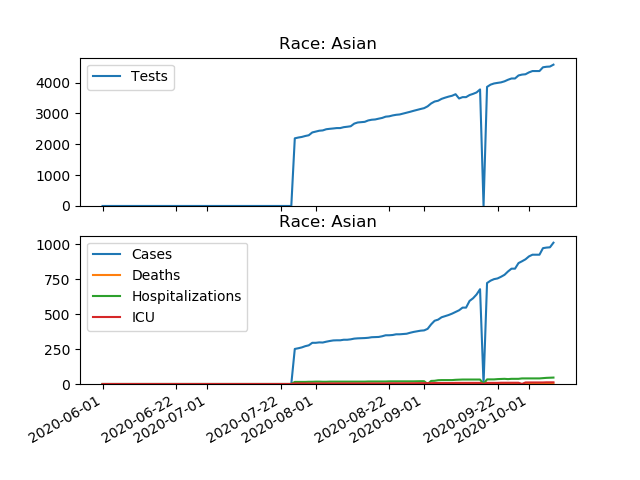 Race: Asian
4000
3000
2000
1000
0
Tests
Race: Asian
1000
750
500
250
0
Cases
Deaths
Hospitalizations
ICU
2020-06-01
2020-06-22
2020-07-01
2020-07-22
2020-08-01
2020-08-22
2020-09-01
2020-09-22
2020-10-01